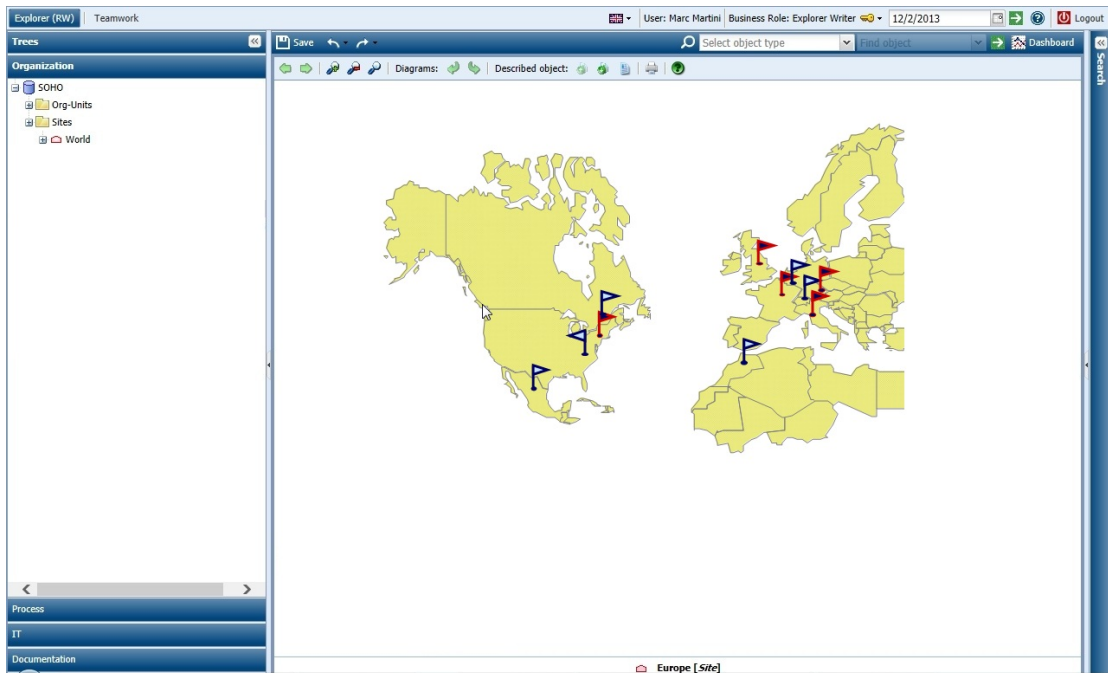 Explorer (RW) Teamwork User: Marc Martini Business Role: Explorer Writer 12/2/2013 Logout
Trees Save Select object type Find object Dashboard
Search
Organization Diagrams: Described object:
SOHO
Org-Units
Sites
World
Process
IT
Documentation
Europe [Site]